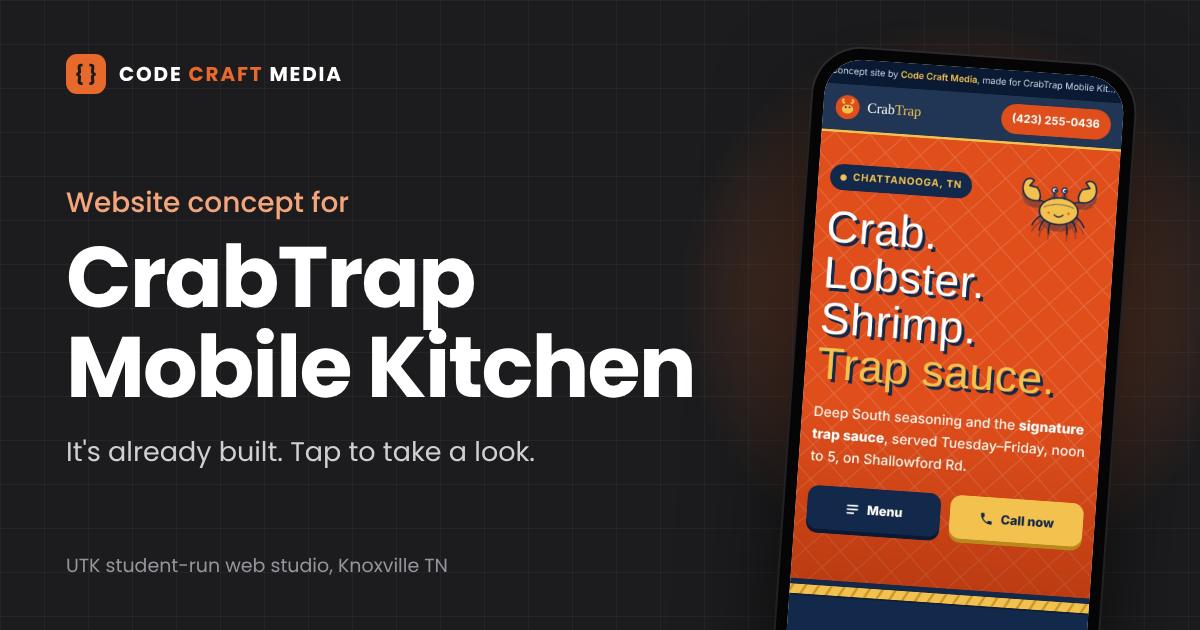 { } CODE CRAFT MEDIA
Website concept for
CrabTrap
Mobile Kitchen
It's already built. Tap to take a look.
UTK student-run web studio, Knoxville TN
concept site by Code Craft Media, made for CrabTrap Mobile Kit...
CrabTrap
(423) 255-0436
CHATTANOOGA, TN
Crab.
Lobster.
Shrimp.
Trap sauce.
Deep South seasoning and the signature
trap sauce, served Tuesday–Friday, noon
to 5, on Shallowford Rd.
Menu
Call now